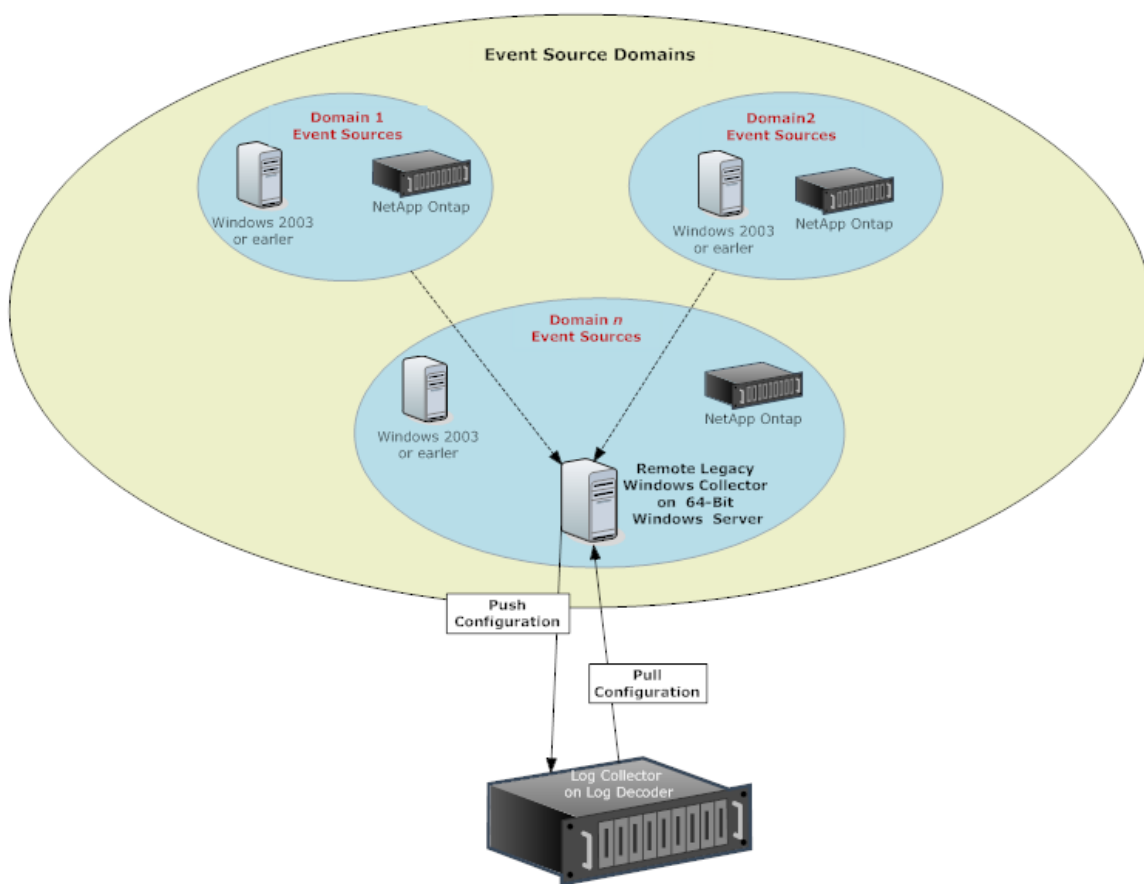 Event Source Domains
Domain 1
Event Sources
Windows 2003
or earler
NetApp Ontap
Domain2
Event Sources
Windows 2003
or earler
NetApp Ontap
Domain n
Event Sources
Windows 2003
or earler
NetApp Ontap
Remote Legacy
Windows Collector
on 64-Bit
Windows Server
Push
Configuration
Pull
Configuration
Log Collector
on Log Decoder